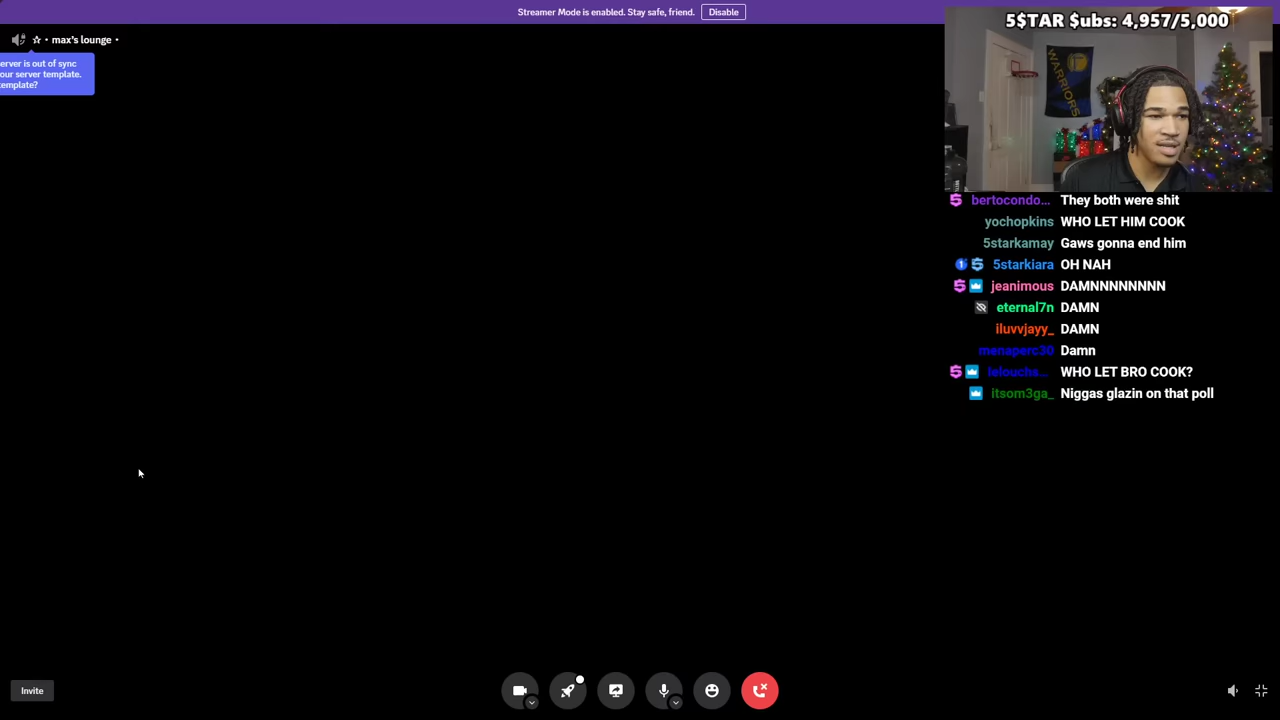 Streamer Mode is enabled. Stay safe, friend. Disable
5$TAR $ubs: 4,957/5,000
☆ • max's lounge •
erver is out of sync
our server template.
template?
WARRIORS
bertocondo... They both were shit
yochopkins WHO LET HIM COOK
5starkamay Gaws gonna end him
5starkiara OH NAH
jeanimous DAMNNNNNNNN
eternal7n DAMN
iluvvjayy_ DAMN
menaperc30 Damn
lelouchs... WHO LET BRO COOK?
itsom3ga_ Niggas glazin on that poll
Invite